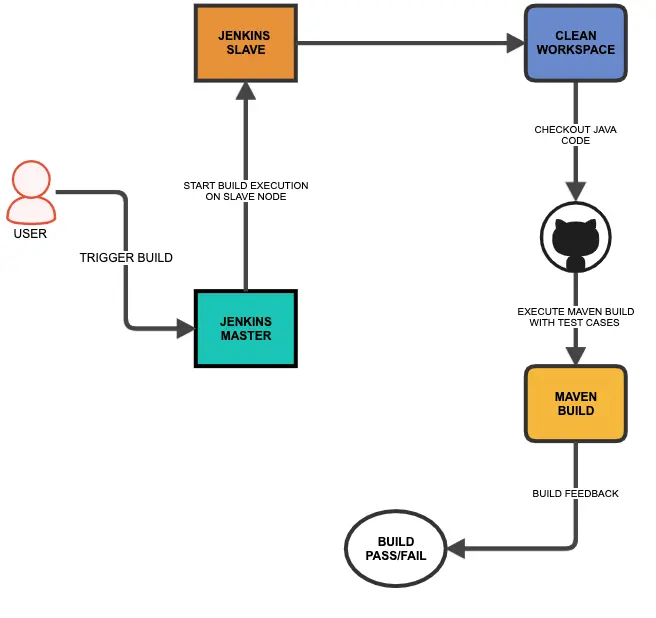 JENKINS
SLAVE
CLEAN
WORKSPACE
CHECKOUT JAVA
CODE
START BUILD EXECUTION
ON SLAVE NODE
USER
TRIGGER BUILD
JENKINS
MASTER
EXECUTE MAVEN BUILD
WITH TEST CASES
MAVEN
BUILD
BUILD FEEDBACK
BUILD
PASS/FAIL